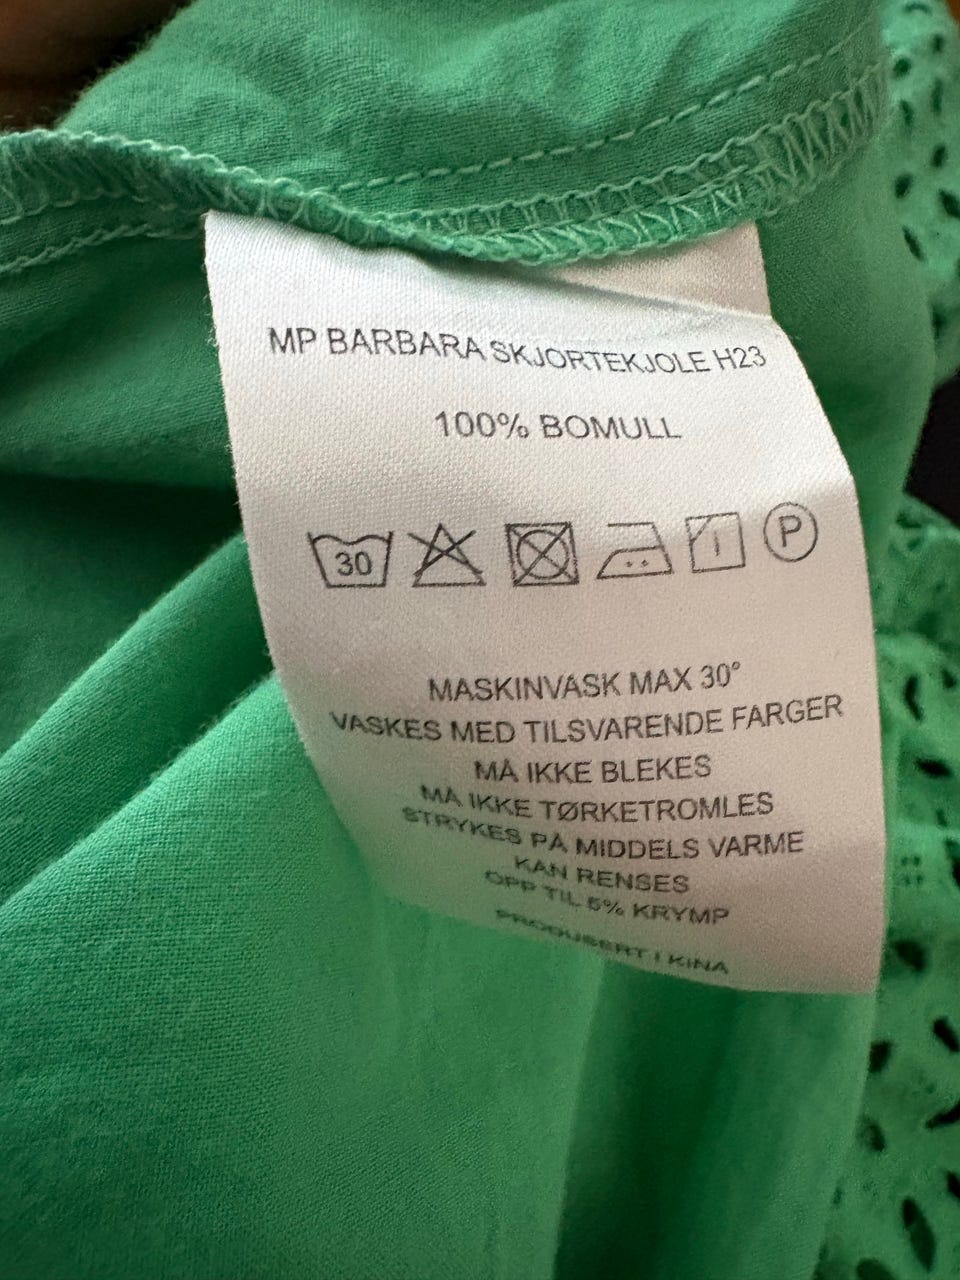 MP BARBARA SKJORTEKJOLE H23
100% BOMULL
30 P
MASKINVASK MAX 30°
VASKES MED TILSVARENDE FARGER
MÅ IKKE BLEKES
MÅ IKKE TØRKETROMLES
STRYKES PÅ MIDDELS VARME
KAN RENSES
OPP TIL 5% KRYMP
PRODUSERT I KINA